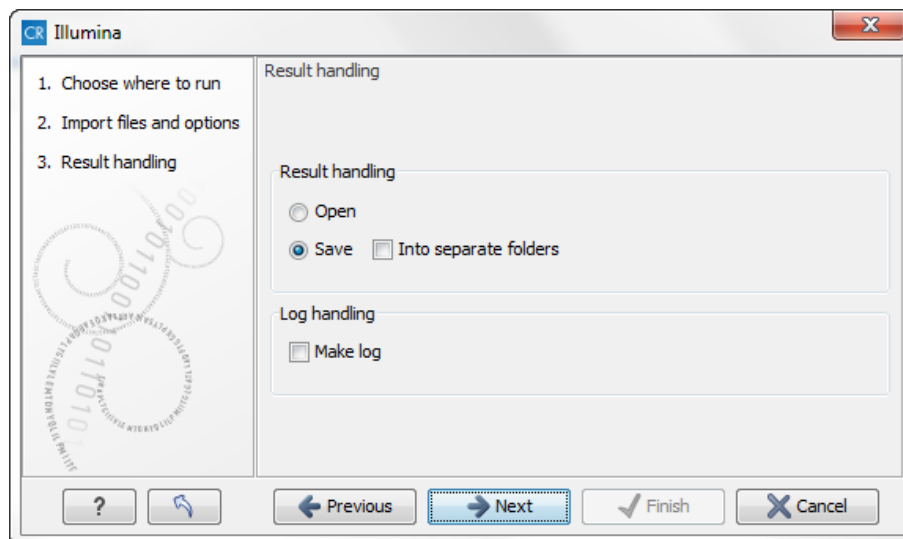 CR Illumina
1. Choose where to run
2. Import files and options
3. Result handling
Result handling
Result handling
Open
Save Into separate folders
Log handling
Make log
? Previous Next Finish Cancel